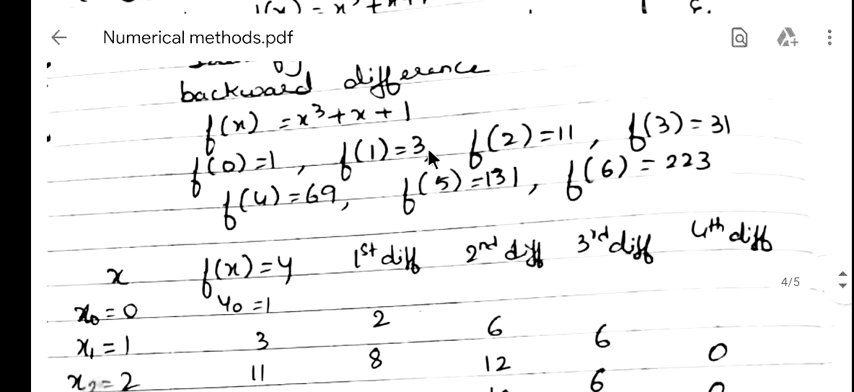 Numerical methods.pdf
backward difference
f(x) = x³ + x + 1
f(0) = 1 , f(1) = 3, f(2) = 11 , f(3) = 31
f(4) = 69, f(5) = 131, f(6) = 223
x f(x) = y 1st diff 2nd diff 3rd diff 4th diff
4/5
x₀ = 0 y₀ = 1
2 6
x₁ = 1 3 6
8 12 0
x₂ = 2 11
6